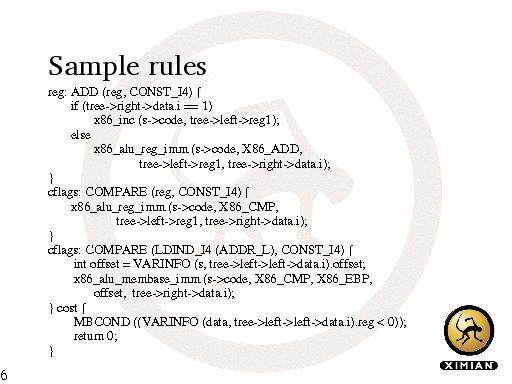 Sample rules
reg: ADD (reg, CONST_I4) {
if (tree->right->data.i == 1)
x86_inc (s->code, tree->left->reg1);
else
x86_alu_reg_imm (s->code, X86_ADD,
tree->left->reg1, tree->right->data.i);
}
cflags: COMPARE (reg, CONST_I4) {
x86_alu_reg_imm (s->code, X86_CMP,
tree->left->reg1, tree->right->data.i);
}
cflags: COMPARE (LDIND_I4 (ADDR_L), CONST_I4) {
int offset = VARINFO (s, tree->left->left->data.i).offset;
x86_alu_membase_imm (s->code, X86_CMP, X86_EBP,
offset, tree->right->data.i);
} cost {
MBCOND ((VARINFO (data, tree->left->left->data.i).reg < 0));
return 0;
}
XIMIAN
6